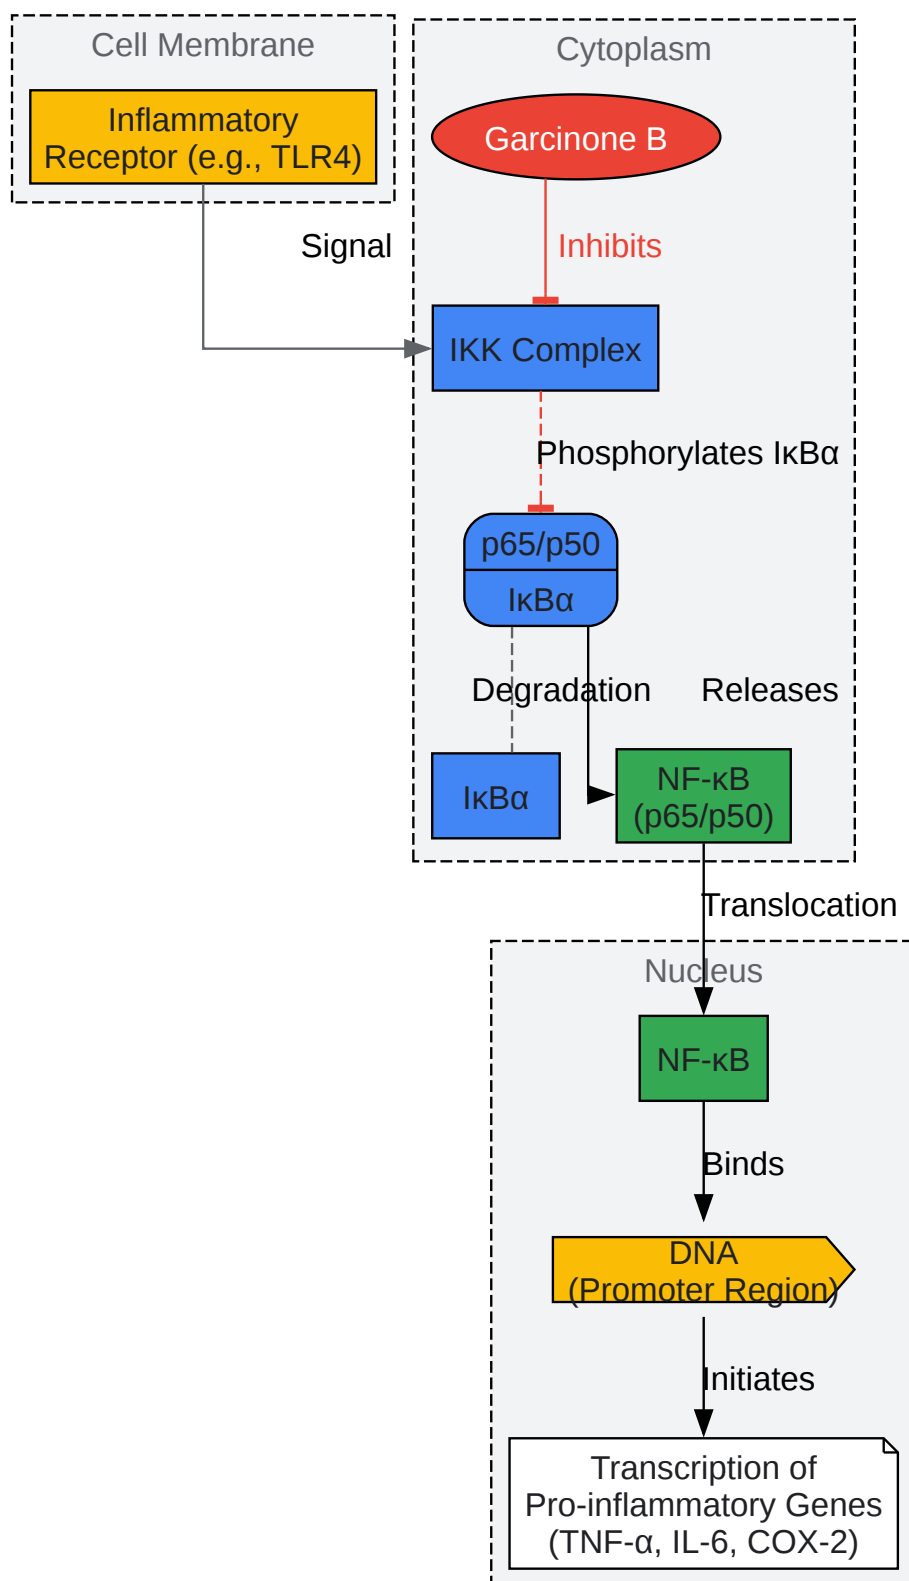 Cell Membrane
Inflammatory
Receptor (e.g., TLR4)
Cytoplasm
Garcinone B
Signal
Inhibits
IKK Complex
Phosphorylates IκBα
p65/p50
IκBα
Degradation
Releases
IκBα
NF-κB
(p65/p50)
Translocation
Nucleus
NF-κB
Binds
DNA
(Promoter Region)
Initiates
Transcription of
Pro-inflammatory Genes
(TNF-α, IL-6, COX-2)